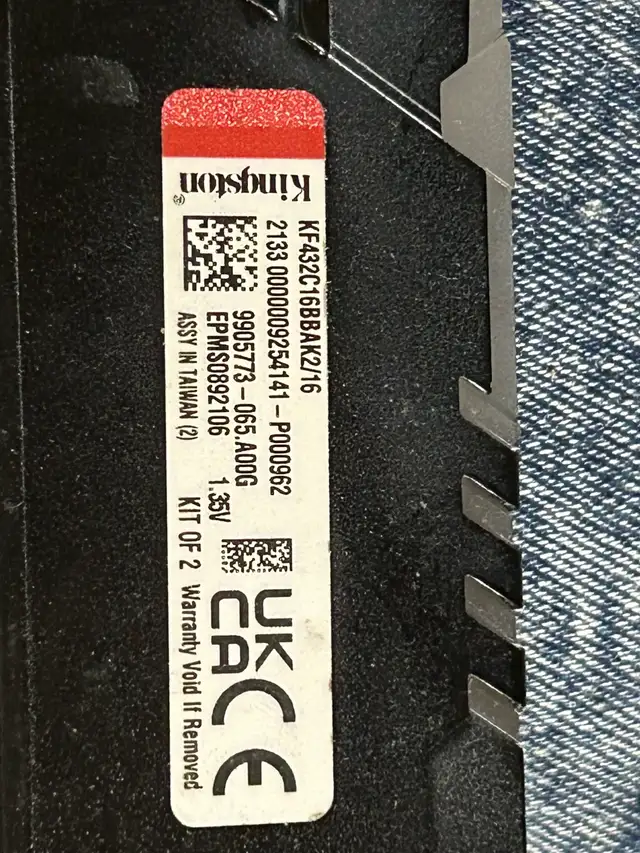 Kingston®
KF432C16BBAK2/16
2133 0000009254141-P000962
9905773-065.A00G
EPMS0892106 1.35V
ASSY IN TAIWAN (2) KIT OF 2 Warranty Void If Removed
UK
CA CE